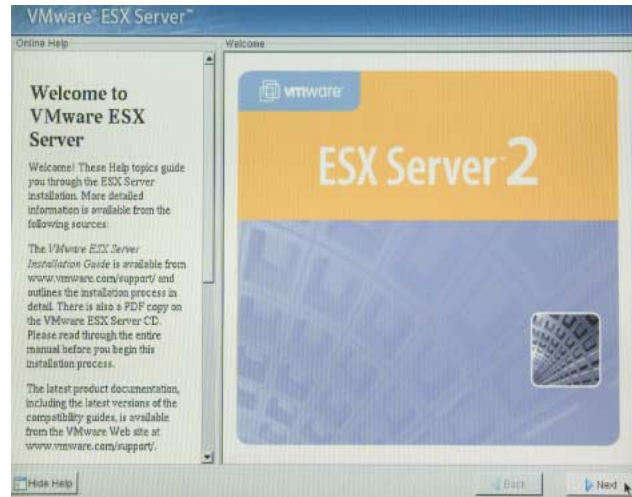 VMware® ESX Server™
Online Help
Welcome
Welcome to
VMware ESX
Server
Welcome! These Help topics guide
you through the ESX Server
installation. More detailed
information is available from the
following sources:
The VMware ESX Server
Installation Guide is available from
www.vmware.com/support/ and
outlines the installation process in
detail. There is also a PDF copy on
the VMware ESX Server CD.
Please read through the entire
manual before you begin this
installation process.
The latest product documentation,
including the latest versions of the
compatibility guides, is available
from the VMware Web site at
www.vmware.com/support/.
vmware®
ESX Server™ 2
Hide Help
Back
Next